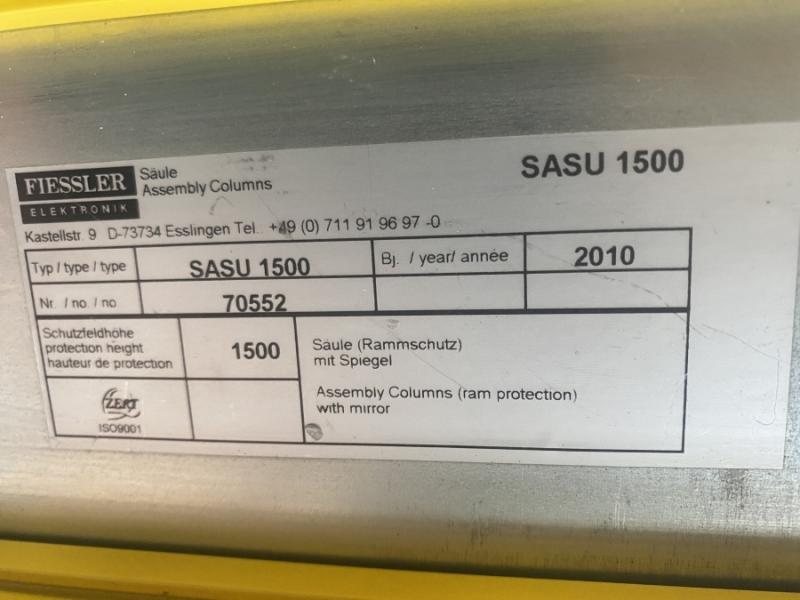 FIESSLER
ELEKTRONIK
Säule
Assembly Columns
SASU 1500
Kastellstr. 9 D-73734 Esslingen Tel.. +49 (0) 711 91 96 97 -0
Typ / type / type SASU 1500 Bj. / year/ année 2010
Nr. / no. / no 70552
Schutzfeldhöhe
protection height
hauteur de protection
1500
Säule (Rammschutz)
mit Spiegel
Assembly Columns (ram protection)
with mirror
ZERT
ISO9001